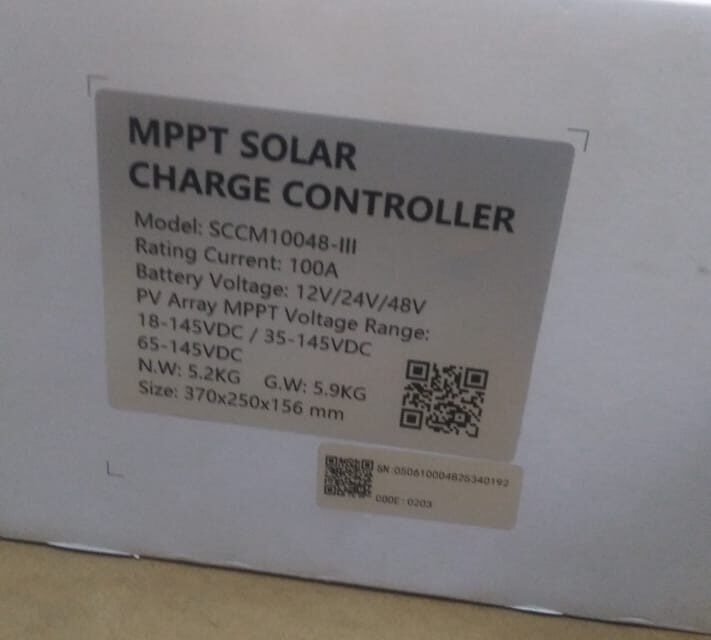 MPPT SOLAR
CHARGE CONTROLLER
Model: SCCM10048-III
Rating Current: 100A
Battery Voltage: 12V/24V/48V
PV Array MPPT Voltage Range:
18-145VDC / 35-145VDC
65-145VDC
N.W: 5.2KG G.W: 5.9KG
Size: 370x250x156 mm
SN:050610004825340192
CODE: 0203